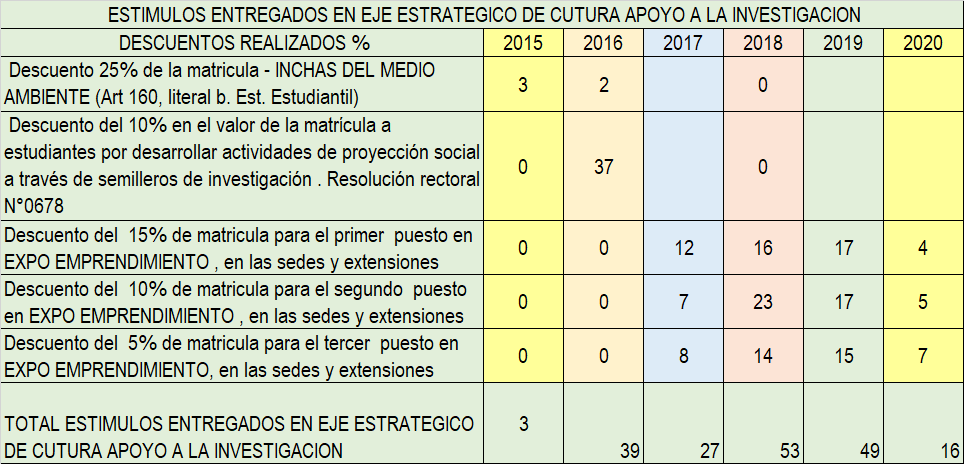 ESTIMULOS ENTREGADOS EN EJE ESTRATEGICO DE CUTURA APOYO A LA INVESTIGACION
DESCUENTOS REALIZADOS % 2015 2016 2017 2018 2019 2020
Descuento 25% de la matricula - INCHAS DEL MEDIO
AMBIENTE (Art 160, literal b. Est. Estudiantil) 3 2 0
Descuento del 10% en el valor de la matrícula a
estudiantes por desarrollar actividades de proyección social
a través de semilleros de investigación . Resolución rectoral
N°0678 0 37 0
Descuento del 15% de matricula para el primer puesto en
EXPO EMPRENDIMIENTO , en las sedes y extensiones 0 0 12 16 17 4
Descuento del 10% de matricula para el segundo puesto
en EXPO EMPRENDIMIENTO , en las sedes y extensiones 0 0 7 23 17 5
Descuento del 5% de matricula para el tercer puesto en
EXPO EMPRENDIMIENTO, en las sedes y extensiones 0 0 8 14 15 7
TOTAL ESTIMULOS ENTREGADOS EN EJE ESTRATEGICO 3
DE CUTURA APOYO A LA INVESTIGACION 39 27 53 49 16